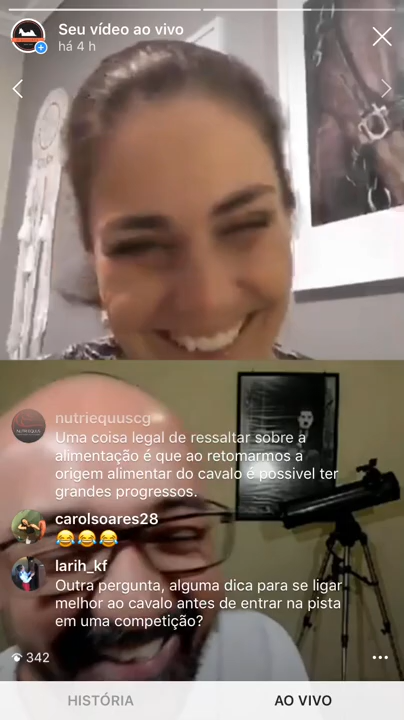 Seu vídeo ao vivo
há 4 h
nutriequuscg
Uma coisa legal de ressaltar sobre a
alimentação é que ao retomarmos a
origem alimentar do cavalo é possivel ter
grandes progressos.
carolsoares28
😂😂😂
larih_kf
Outra pergunta, alguma dica para se ligar
melhor ao cavalo antes de entrar na pista
em uma competição?
342
HISTÓRIA
AO VIVO